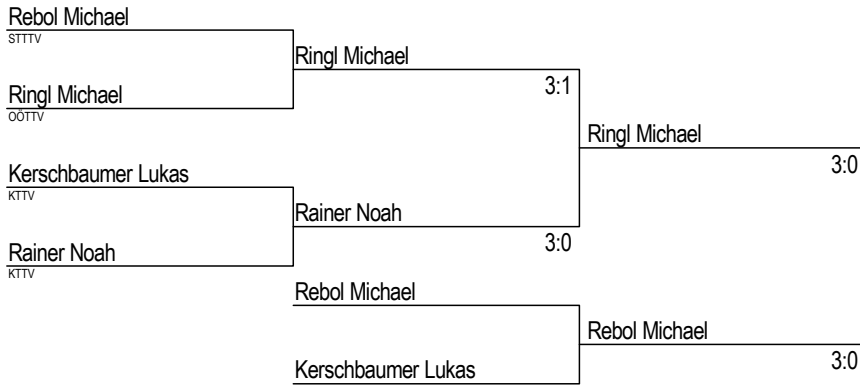 Rebol Michael
STTTV
Ringl Michael
3:1
Ringl Michael
OÖTTV
Ringl Michael
3:0
Kerschbaumer Lukas
KTTV
Rainer Noah
3:0
Rainer Noah
KTTV
Rebol Michael
Rebol Michael
3:0
Kerschbaumer Lukas